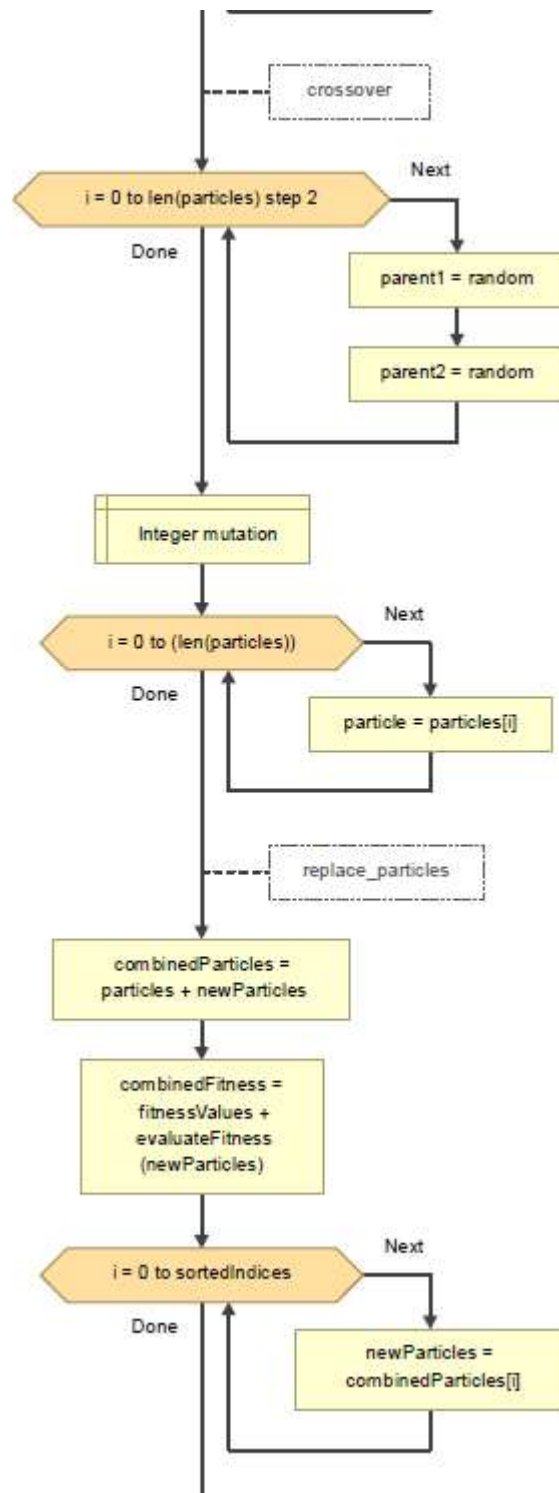 crossover
i = 0 to len(particles) step 2
Next
Done
parent1 = random
parent2 = random
Integer mutation
i = 0 to (len(particles))
Next
Done
particle = particles[i]
replace_particles
combinedParticles =
particles + newParticles
combinedFitness =
fitnessValues +
evaluateFitness
(newParticles)
i = 0 to sortedIndices
Next
Done
newParticles =
combinedParticles[i]